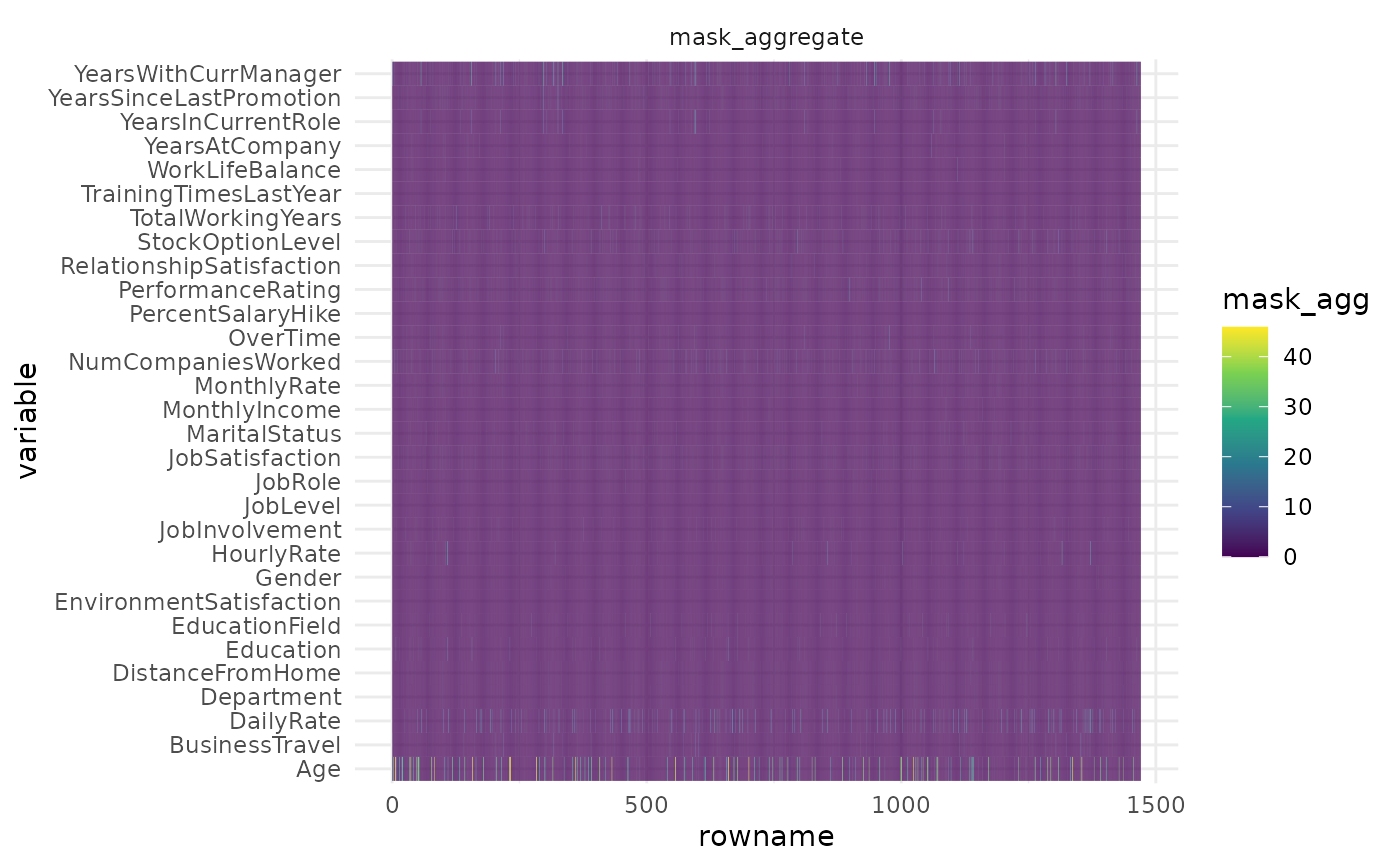 mask_aggregate
YearsWithCurrManager
YearsSinceLastPromotion
YearsInCurrentRole
YearsAtCompany
WorkLifeBalance
TrainingTimesLastYear
TotalWorkingYears
StockOptionLevel
RelationshipSatisfaction
PerformanceRating
PercentSalaryHike
OverTime
NumCompaniesWorked
MonthlyRate
MonthlyIncome
MaritalStatus
JobSatisfaction
JobRole
JobLevel
JobInvolvement
HourlyRate
Gender
EnvironmentSatisfaction
EducationField
Education
DistanceFromHome
Department
DailyRate
BusinessTravel
Age
variable
0 500 1000 1500
rowname
mask_agg
40
30
20
10
0